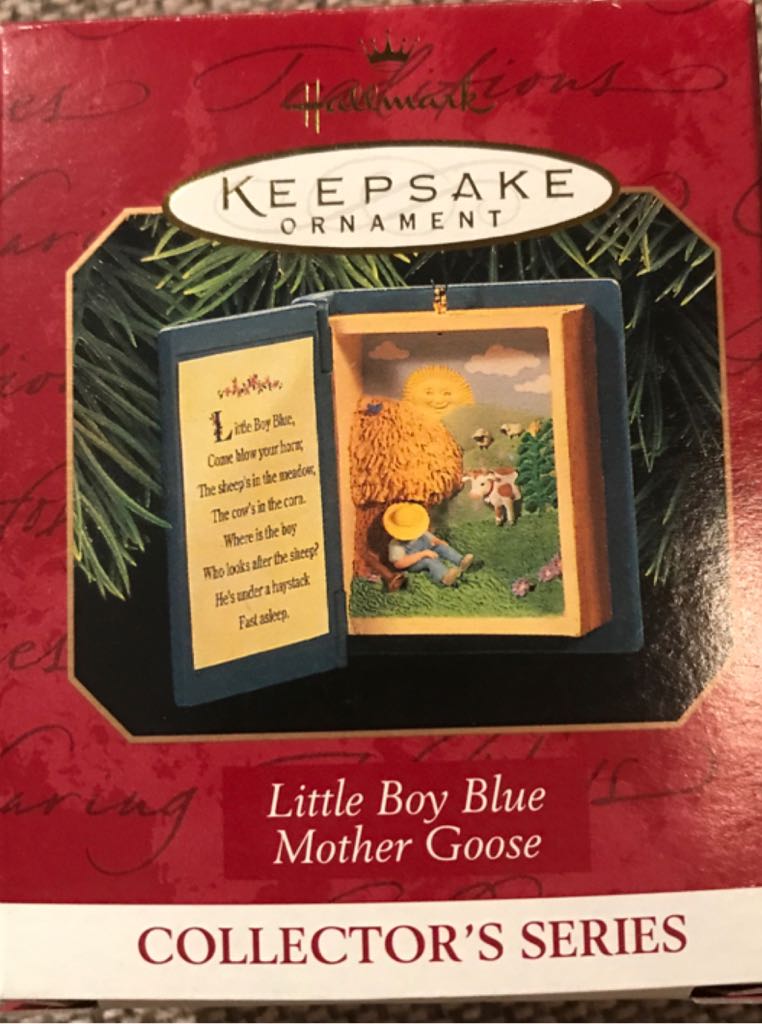 Traditions
Hallmark
KEEPSAKE
ORNAMENT
Little Boy Blue,
Come blow your horn;
The sheep's in the meadow,
The cow's in the corn.
Where is the boy
Who looks after the sheep?
He's under a haystack
Fast asleep.
Little Boy Blue
Mother Goose
COLLECTOR'S SERIES